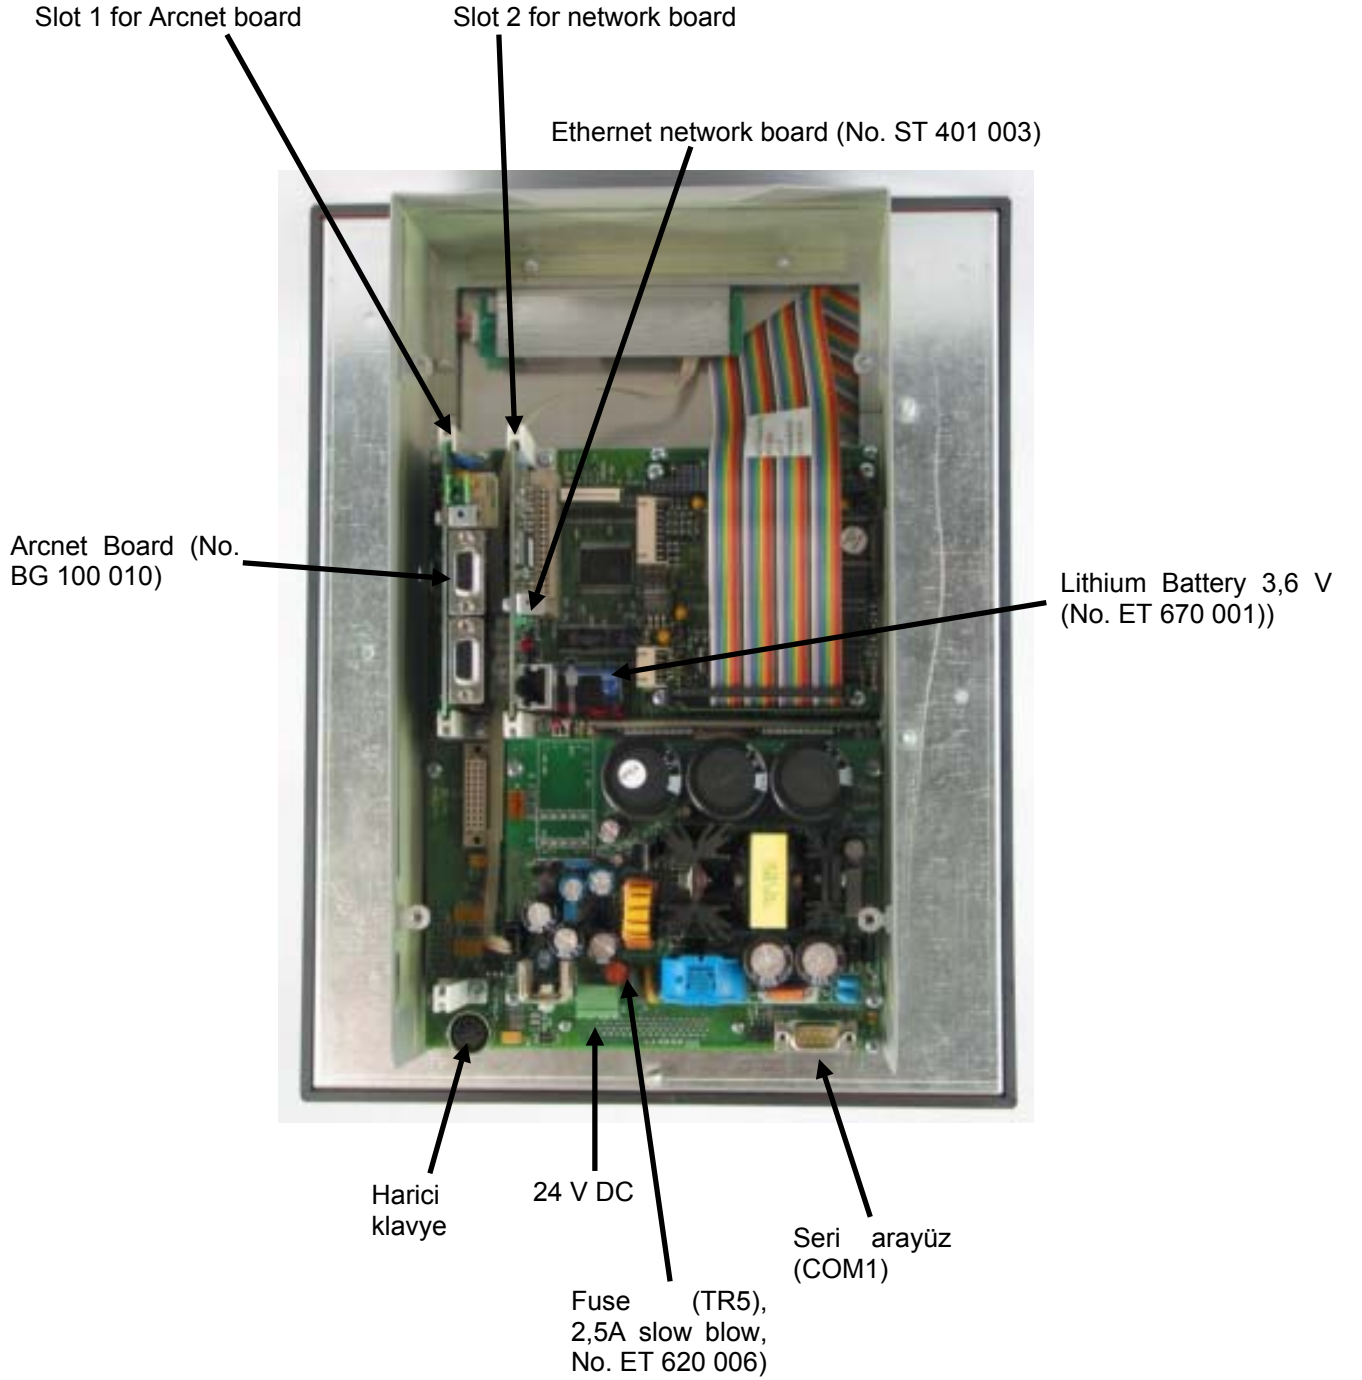 Slot 1 for Arcnet board
Slot 2 for network board
Ethernet network board (No. ST 401 003)
Arcnet Board (No.
BG 100 010)
Lithium Battery 3,6 V
(No. ET 670 001))
Harici
klavye
24 V DC
Seri arayüz
(COM1)
Fuse (TR5),
2,5A slow blow,
No. ET 620 006)